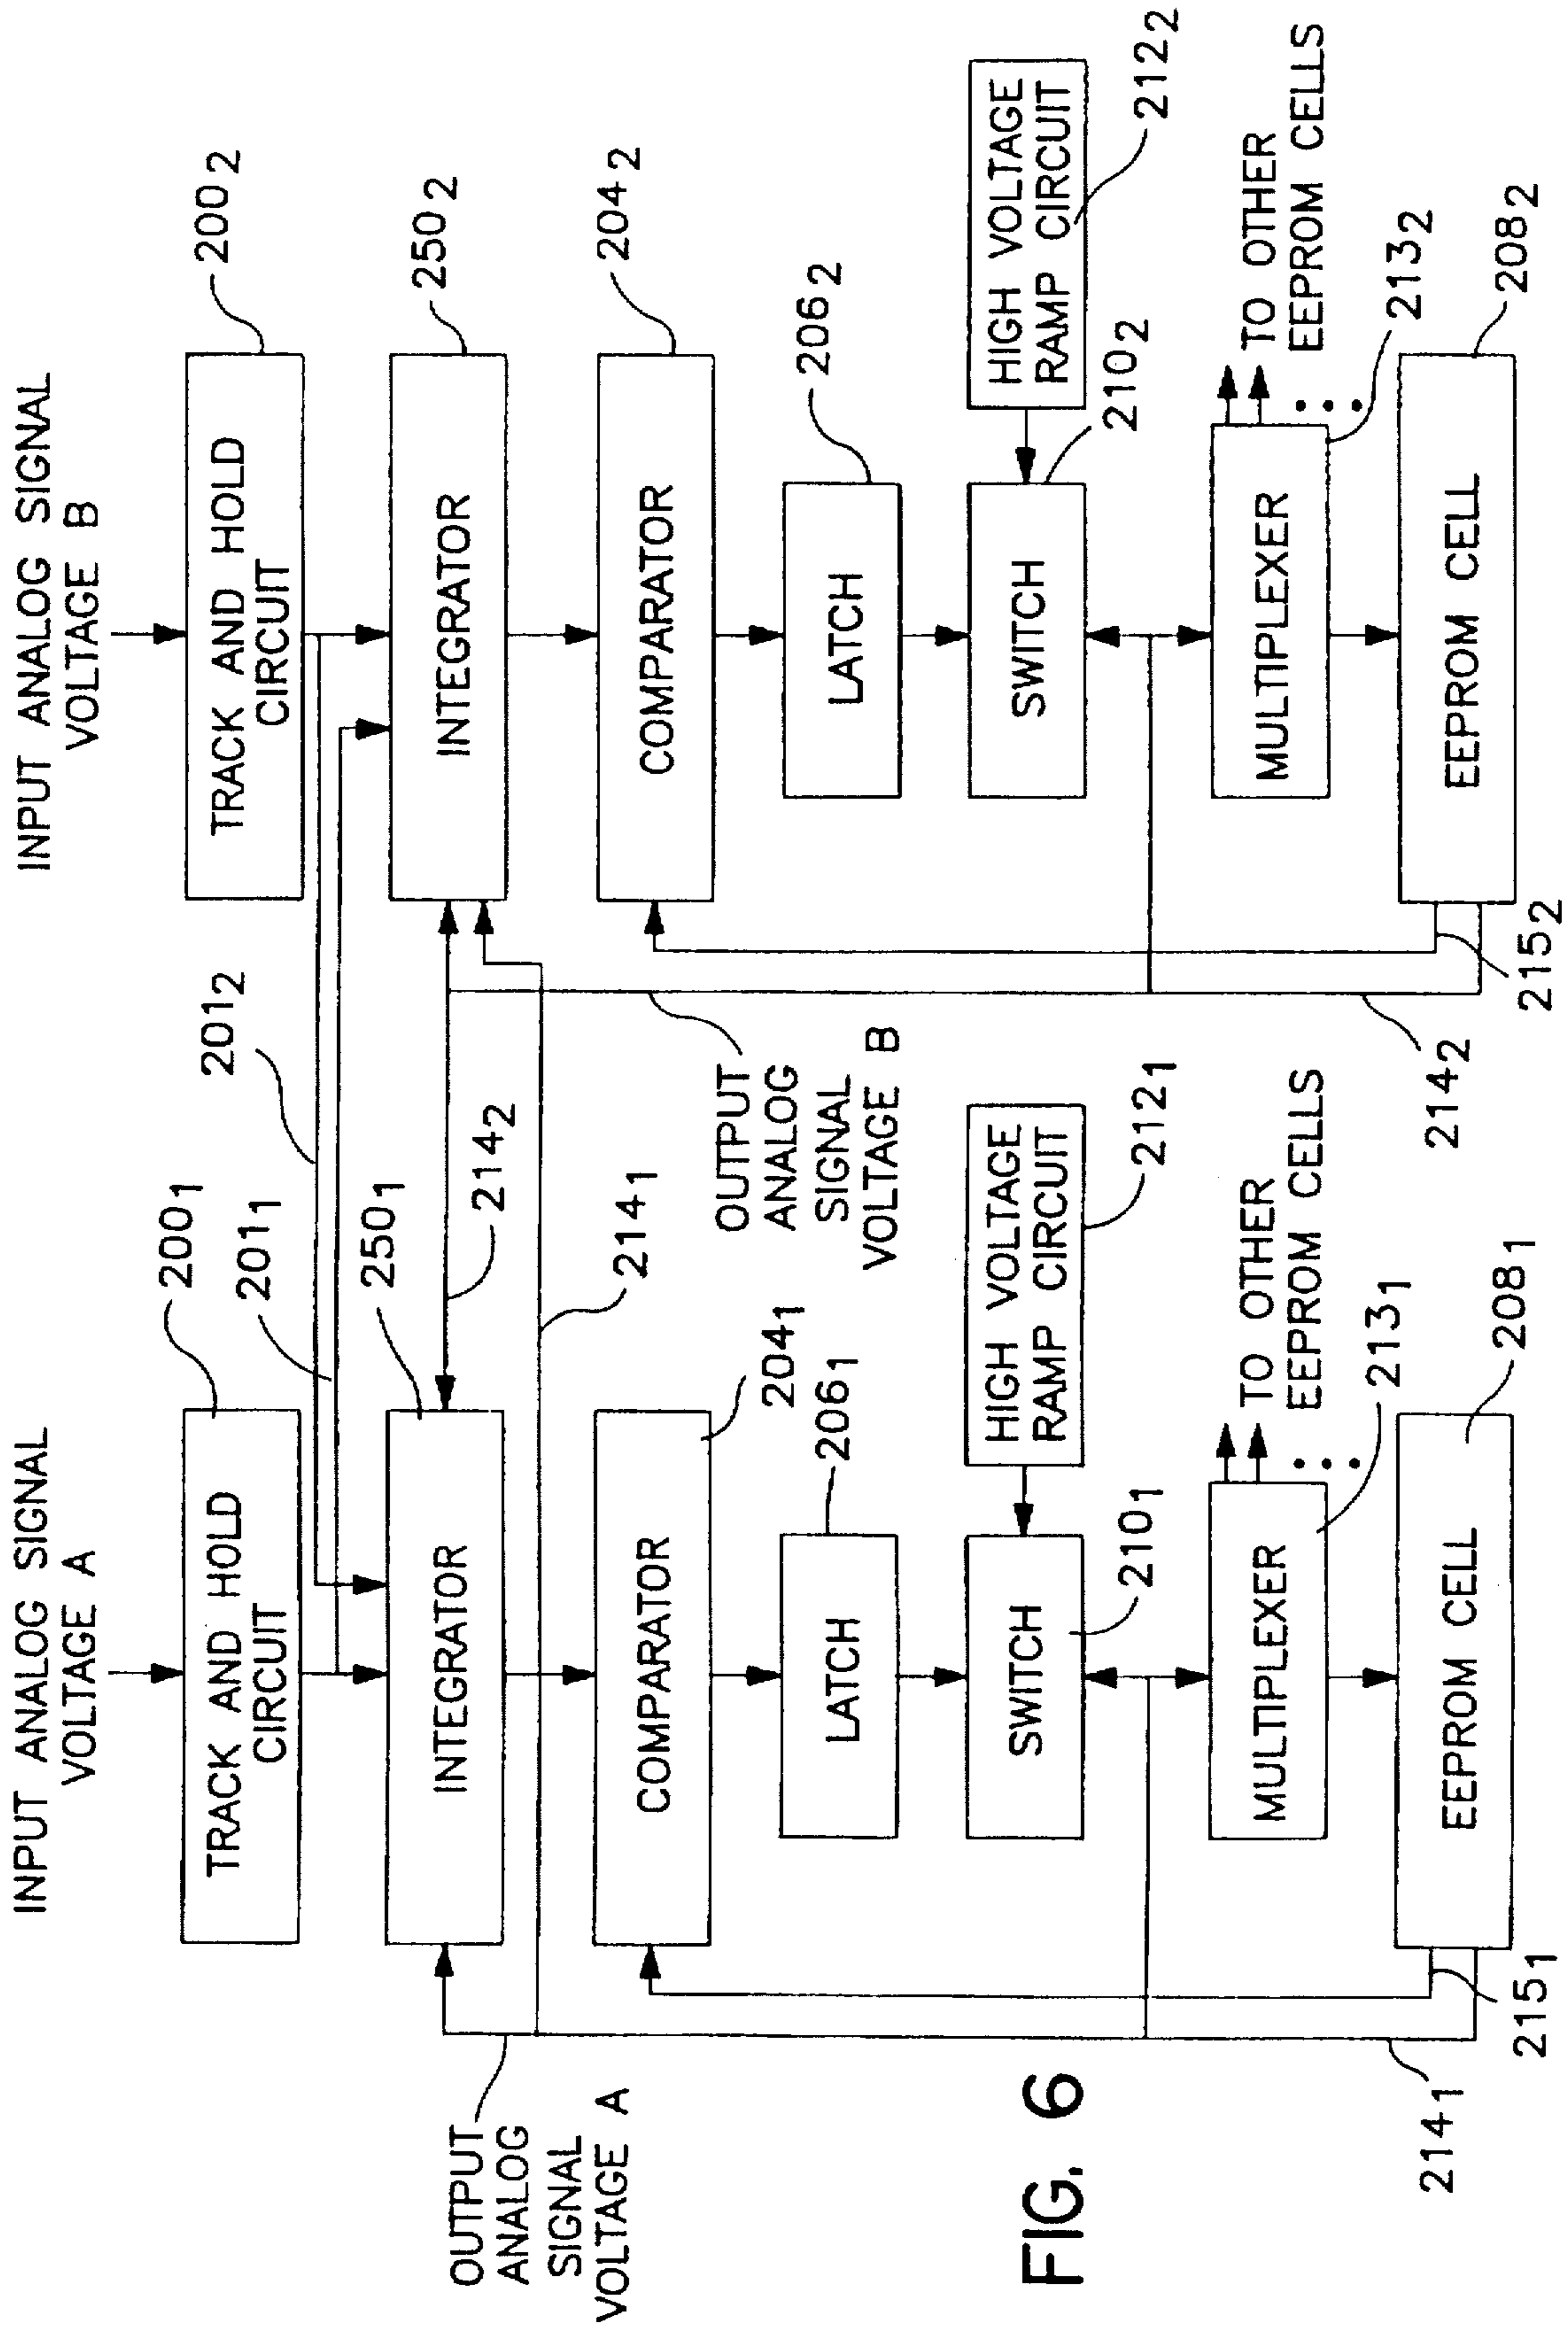 INPUT ANALOG SIGNAL
VOLTAGE A
TRACK AND HOLD
CIRCUIT
200₁
201₁
201₂
INTEGRATOR
250₁
214₂
214₁
COMPARATOR
204₁
LATCH
206₁
SWITCH
210₁
HIGH VOLTAGE
RAMP CIRCUIT
212₁
MULTIPLEXER
213₁
TO OTHER
EEPROM CELLS
EEPROM CELL
208₁
215₁
214₁
OUTPUT
ANALOG
SIGNAL
VOLTAGE A
INPUT ANALOG SIGNAL
VOLTAGE B
TRACK AND HOLD
CIRCUIT
200₂
INTEGRATOR
250₂
COMPARATOR
204₂
LATCH
206₂
SWITCH
210₂
HIGH VOLTAGE
RAMP CIRCUIT
212₂
MULTIPLEXER
213₂
TO OTHER
EEPROM CELLS
EEPROM CELL
208₂
215₂
214₂
OUTPUT
ANALOG
SIGNAL
VOLTAGE B
FIG. 6